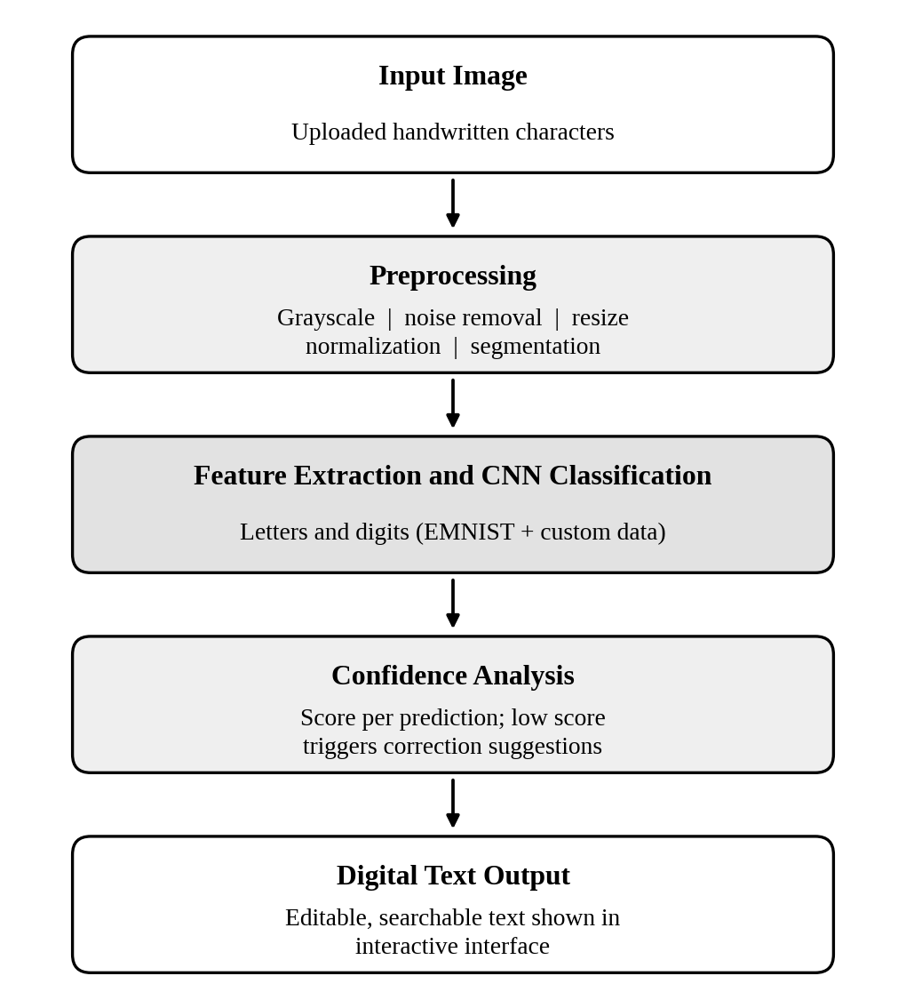 Input Image
Uploaded handwritten characters
Preprocessing
Grayscale | noise removal | resize
normalization | segmentation
Feature Extraction and CNN Classification
Letters and digits (EMNIST + custom data)
Confidence Analysis
Score per prediction; low score
triggers correction suggestions
Digital Text Output
Editable, searchable text shown in
interactive interface